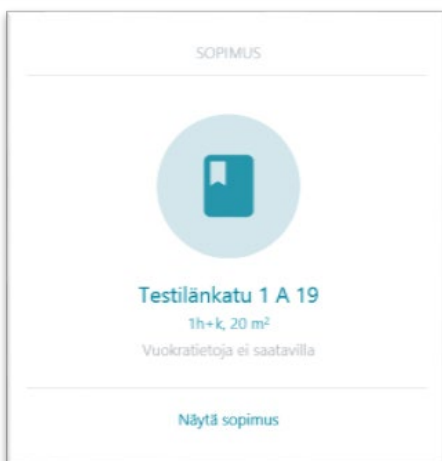 SOPIMUS
Testilänkatu 1 A 19
1h+k, 20 m²
Vuokratietoja ei saatavilla
Näytä sopimus